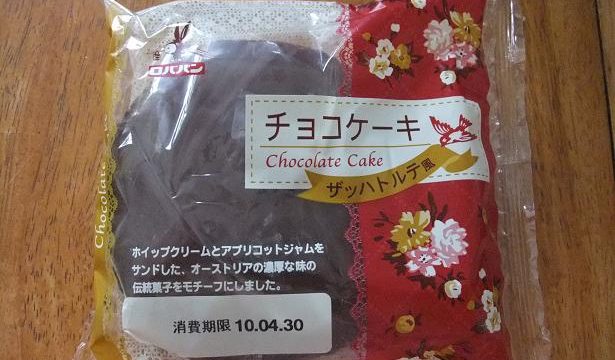 ロバパン
チョコケーキ
Chocolate Cake
ザッハトルテ風
Chocolate
ホイップクリームとアプリコットジャムを
サンドした、オーストリアの濃厚な味の
伝統菓子をモチーフにしました。
消費期限 10.04.30